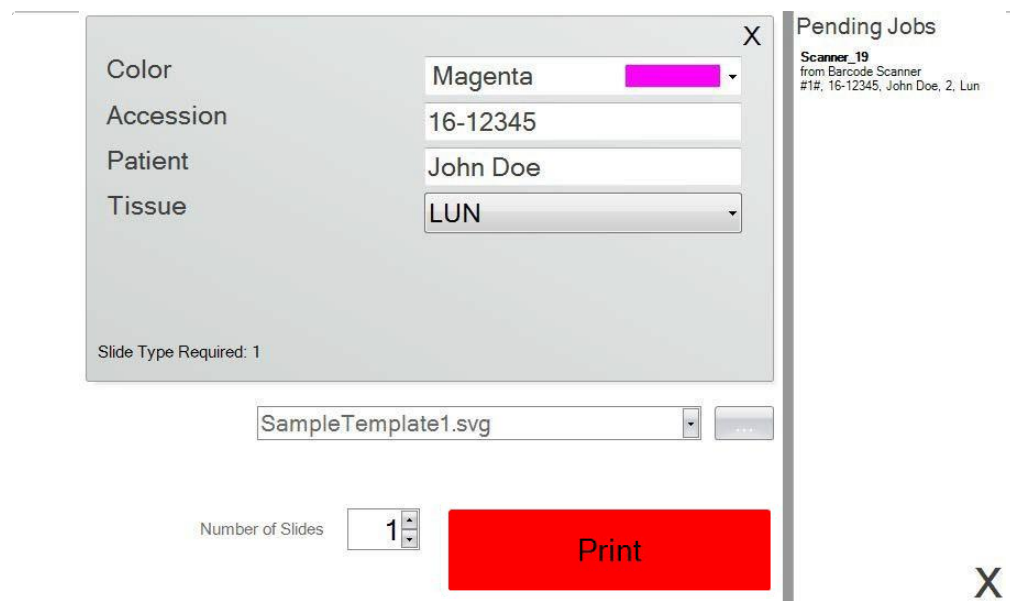 X
Color
Magenta
Accession
16-12345
Patient
John Doe
Tissue
LUN
Slide Type Required: 1
SampleTemplate1.svg
...
Number of Slides
1
Print
Pending Jobs
Scanner_19
from Barcode Scanner
#1#, 16-12345, John Doe, 2, Lun
X